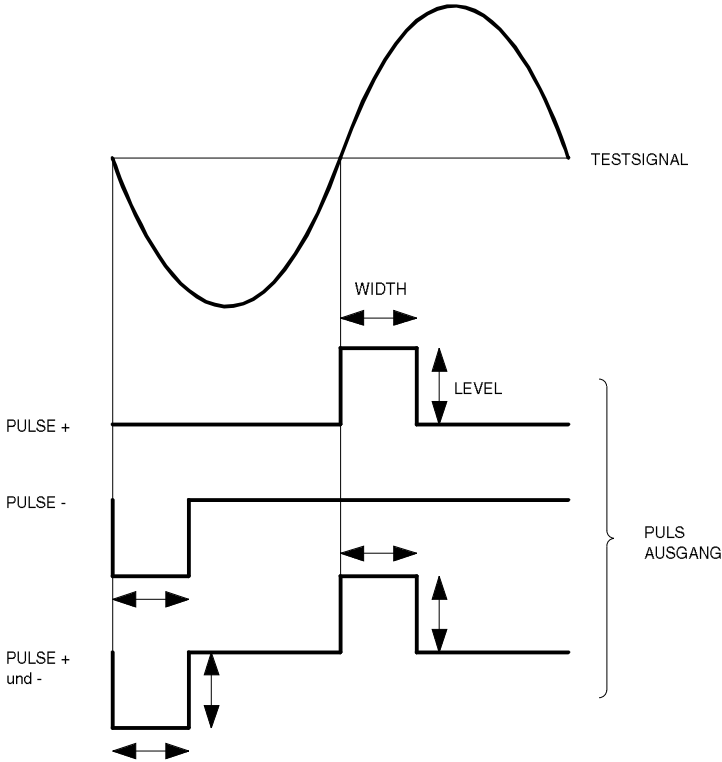 TESTSIGNAL
WIDTH
LEVEL
PULSE +
PULSE -
PULS
AUSGANG
PULSE +
und -